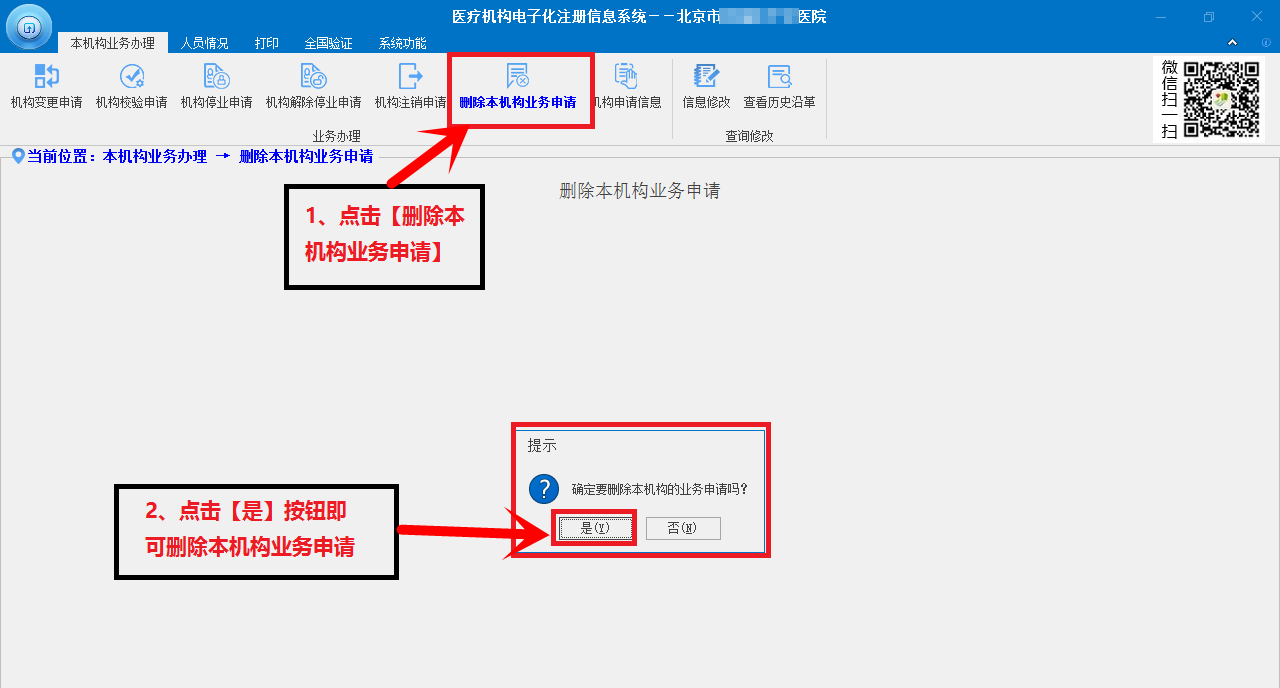 医疗机构电子化注册信息系统－－北京市 医院
本机构业务办理 人员情况 打印 全国验证 系统功能
机构变更申请 机构校验申请 机构停业申请 机构解除停业申请 机构注销申请 删除本机构业务申请 机构申请信息 信息修改 查看历史沿革
业务办理 查询修改
微信扫一扫
当前位置：本机构业务办理 → 删除本机构业务申请
删除本机构业务申请
1、点击【删除本
机构业务申请】
提示
确定要删除本机构的业务申请吗?
是(Y) 否(N)
2、点击【是】按钮即
可删除本机构业务申请